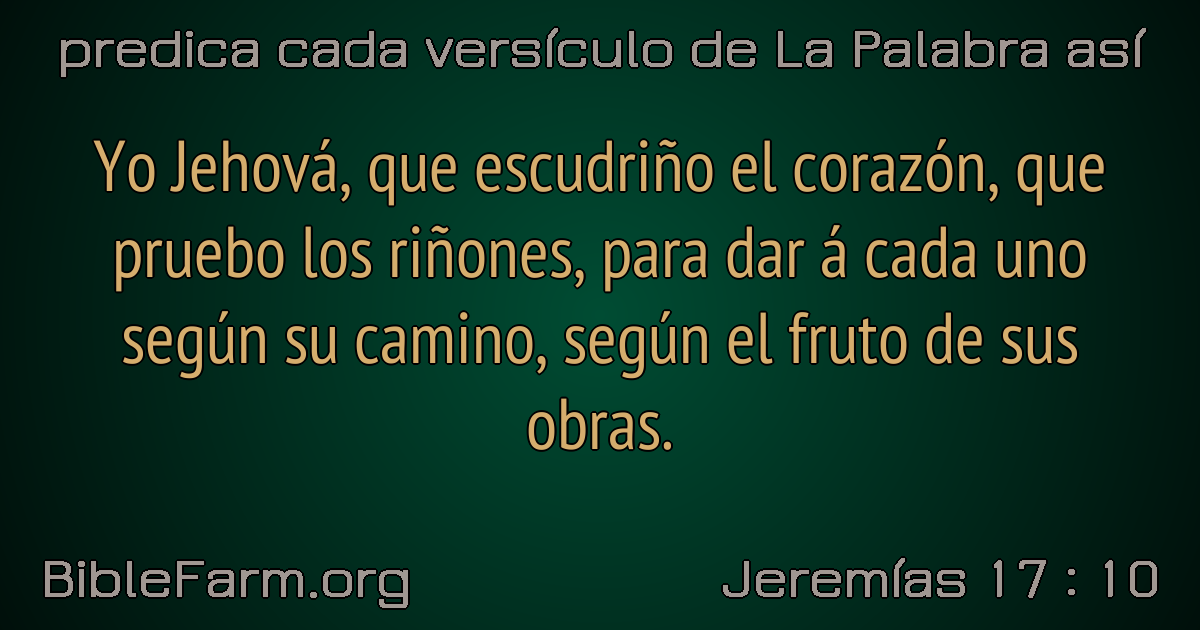 predica cada versículo de La Palabra así
Yo Jehová, que escudriño el corazón, que
pruebo los riñones, para dar á cada uno
según su camino, según el fruto de sus
obras.
BibleFarm.org
Jeremías 17 : 10